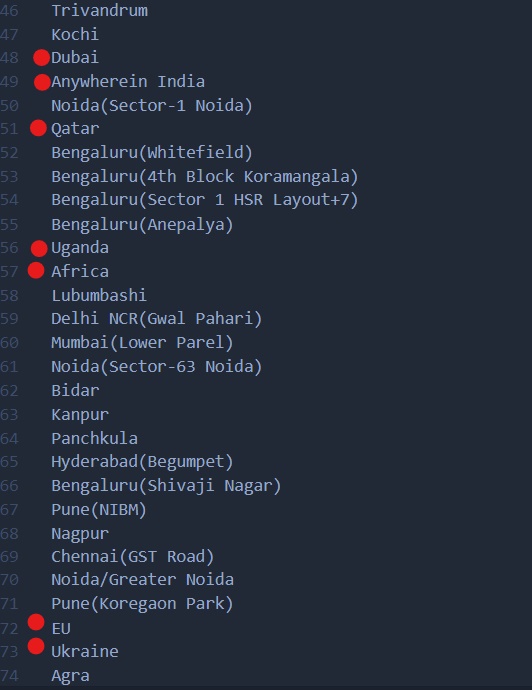 46 Trivandrum
47 Kochi
48 Dubai
49 Anywherein India
50 Noida(Sector-1 Noida)
51 Qatar
52 Bengaluru(Whitefield)
53 Bengaluru(4th Block Koramangala)
54 Bengaluru(Sector 1 HSR Layout+7)
55 Bengaluru(Anepalya)
56 Uganda
57 Africa
58 Lubumbashi
59 Delhi NCR(Gwal Pahari)
60 Mumbai(Lower Parel)
61 Noida(Sector-63 Noida)
62 Bidar
63 Kanpur
64 Panchkula
65 Hyderabad(Begumpet)
66 Bengaluru(Shivaji Nagar)
67 Pune(NIBM)
68 Nagpur
69 Chennai(GST Road)
70 Noida/Greater Noida
71 Pune(Koregaon Park)
72 EU
73 Ukraine
74 Agra